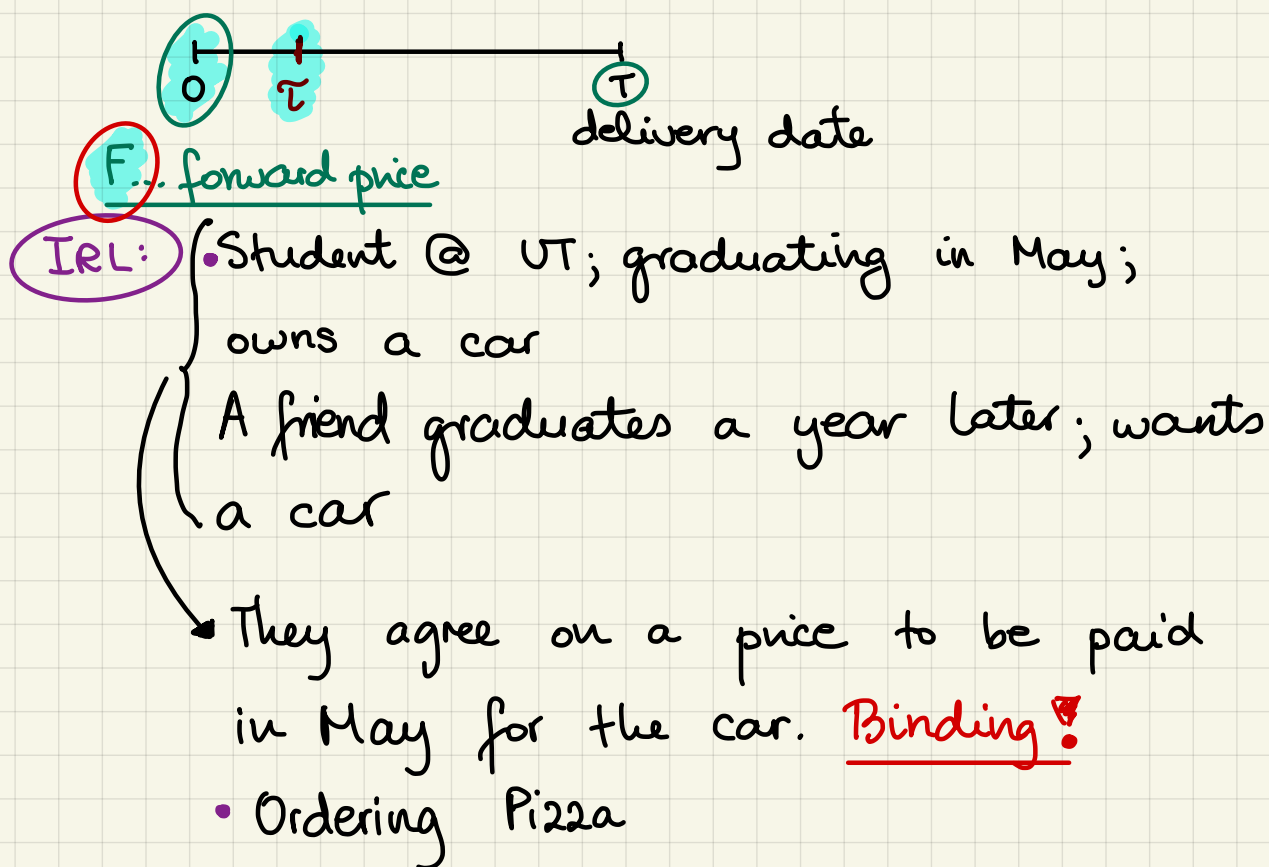 0 τ T
delivery date
F... forward price
IRL: • Student @ UT; graduating in May;
owns a car
A friend graduates a year later; wants
a car
They agree on a price to be paid
in May for the car. Binding!
• Ordering Pizza